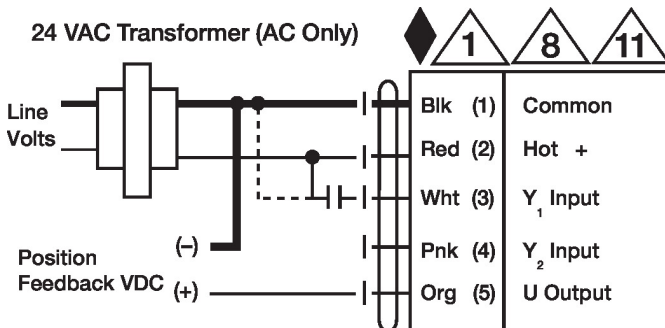 24 VAC Transformer (AC Only)
1
8
11
Line
Volts
Blk (1) Common
Red (2) Hot +
Wht (3) Y1 Input
Pnk (4) Y2 Input
Org (5) U Output
Position
Feedback VDC
(–)
(+)